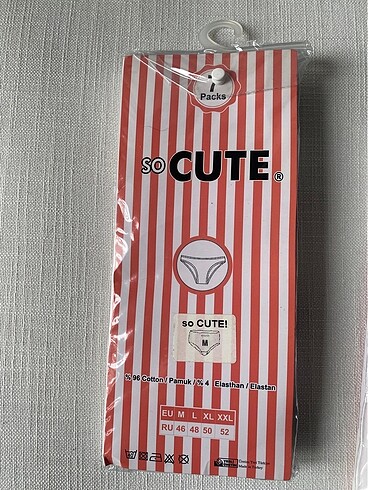 7
Packs
so CUTE®
so CUTE!
M
% 96 Cotton / Pamuk / % 4 Elasthan / Elastan
EU M L XL XXL
RU 46 48 50 52